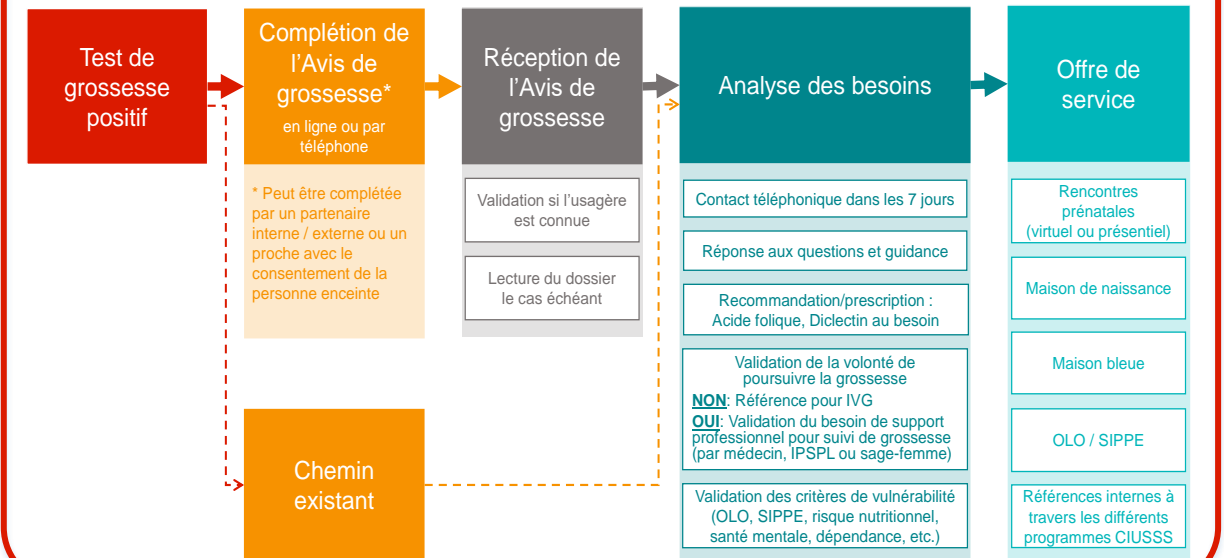 Test de
grossesse
positif
Complétion de
l'Avis de
grossesse*
en ligne ou par
téléphone
* Peut être complétée
par un partenaire
interne / externe ou un
proche avec le
consentement de la
personne enceinte
Chemin
existant
Réception de
l'Avis de
grossesse
Validation si l'usagère
est connue
Lecture du dossier
le cas échéant
Analyse des besoins
Contact téléphonique dans les 7 jours
Réponse aux questions et guidance
Recommandation/prescription :
Acide folique, Diclectin au besoin
Validation de la volonté de
poursuivre la grossesse
NON: Référence pour IVG
OUI: Validation du besoin de support
professionnel pour suivi de grossesse
(par médecin, IPSPL ou sage-femme)
Validation des critères de vulnérabilité
(OLO, SIPPE, risque nutritionnel,
santé mentale, dépendance, etc.)
Offre de
service
Rencontres
prénatales
(virtuel ou présentiel)
Maison de naissance
Maison bleue
OLO / SIPPE
Références internes à
travers les différents
programmes CIUSSS